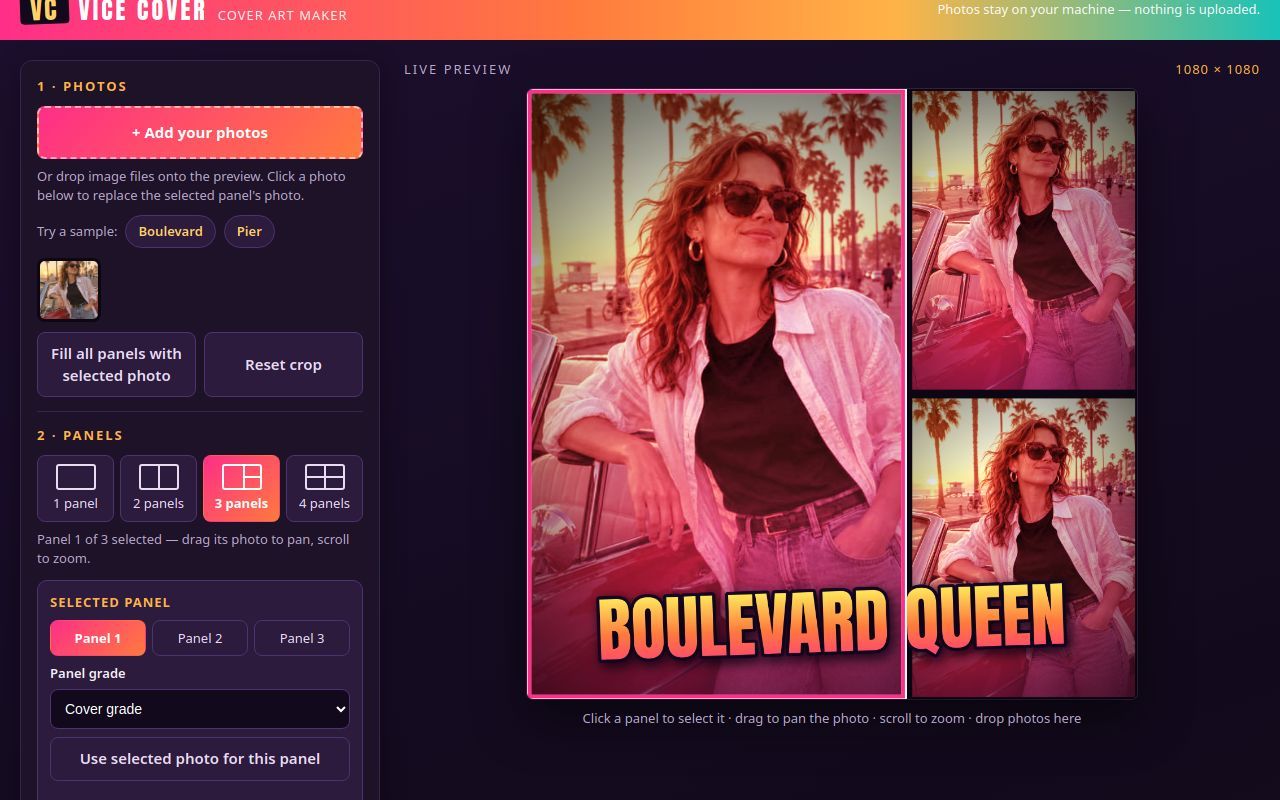 VC VICE COVER COVER ART MAKER
Photos stay on your machine — nothing is uploaded.
1 · PHOTOS
+ Add your photos
Or drop image files onto the preview. Click a photo
below to replace the selected panel's photo.
Try a sample: Boulevard Pier
Fill all panels with
selected photo
Reset crop
2 · PANELS
1 panel
2 panels
3 panels
4 panels
Panel 1 of 3 selected — drag its photo to pan, scroll
to zoom.
SELECTED PANEL
Panel 1
Panel 2
Panel 3
Panel grade
Cover grade
Use selected photo for this panel
LIVE PREVIEW
1080 × 1080
BOULEVARD QUEEN
Click a panel to select it · drag to pan the photo · scroll to zoom · drop photos here